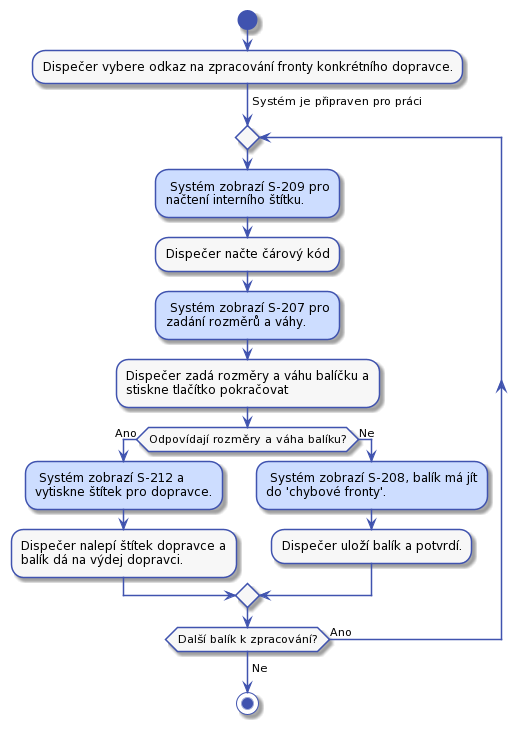 Dispečer vybere odkaz na zpracování fronty konkrétního dopravce.
Systém je připraven pro práci
Systém zobrazí S-209 pro
načtení interního štítku.
Dispečer načte čárový kód
Systém zobrazí S-207 pro
zadání rozměrů a váhy.
Dispečer zadá rozměry a váhu balíčku a
stiskne tlačítko pokračovat
Ano
Odpovídají rozměry a váha balíku?
Ne
Systém zobrazí S-212 a
vytiskne štítek pro dopravce.
Systém zobrazí S-208, balík má jít
do 'chybové fronty'.
Dispečer nalepí štítek dopravce a
balík dá na výdej dopravci.
Dispečer uloží balík a potvrdí.
Další balík k zpracování?
Ano
Ne